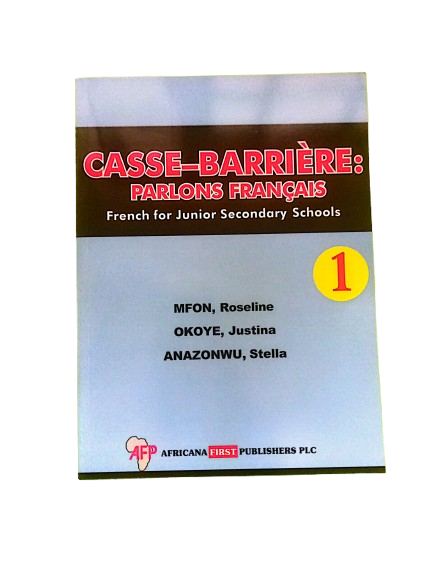 CASSE–BARRIÈRE:
PARLONS FRANÇAIS
French for Junior Secondary Schools
1
MFON, Roseline
OKOYE, Justina
ANAZONWU, Stella
AFP AFRICANA FIRST PUBLISHERS PLC